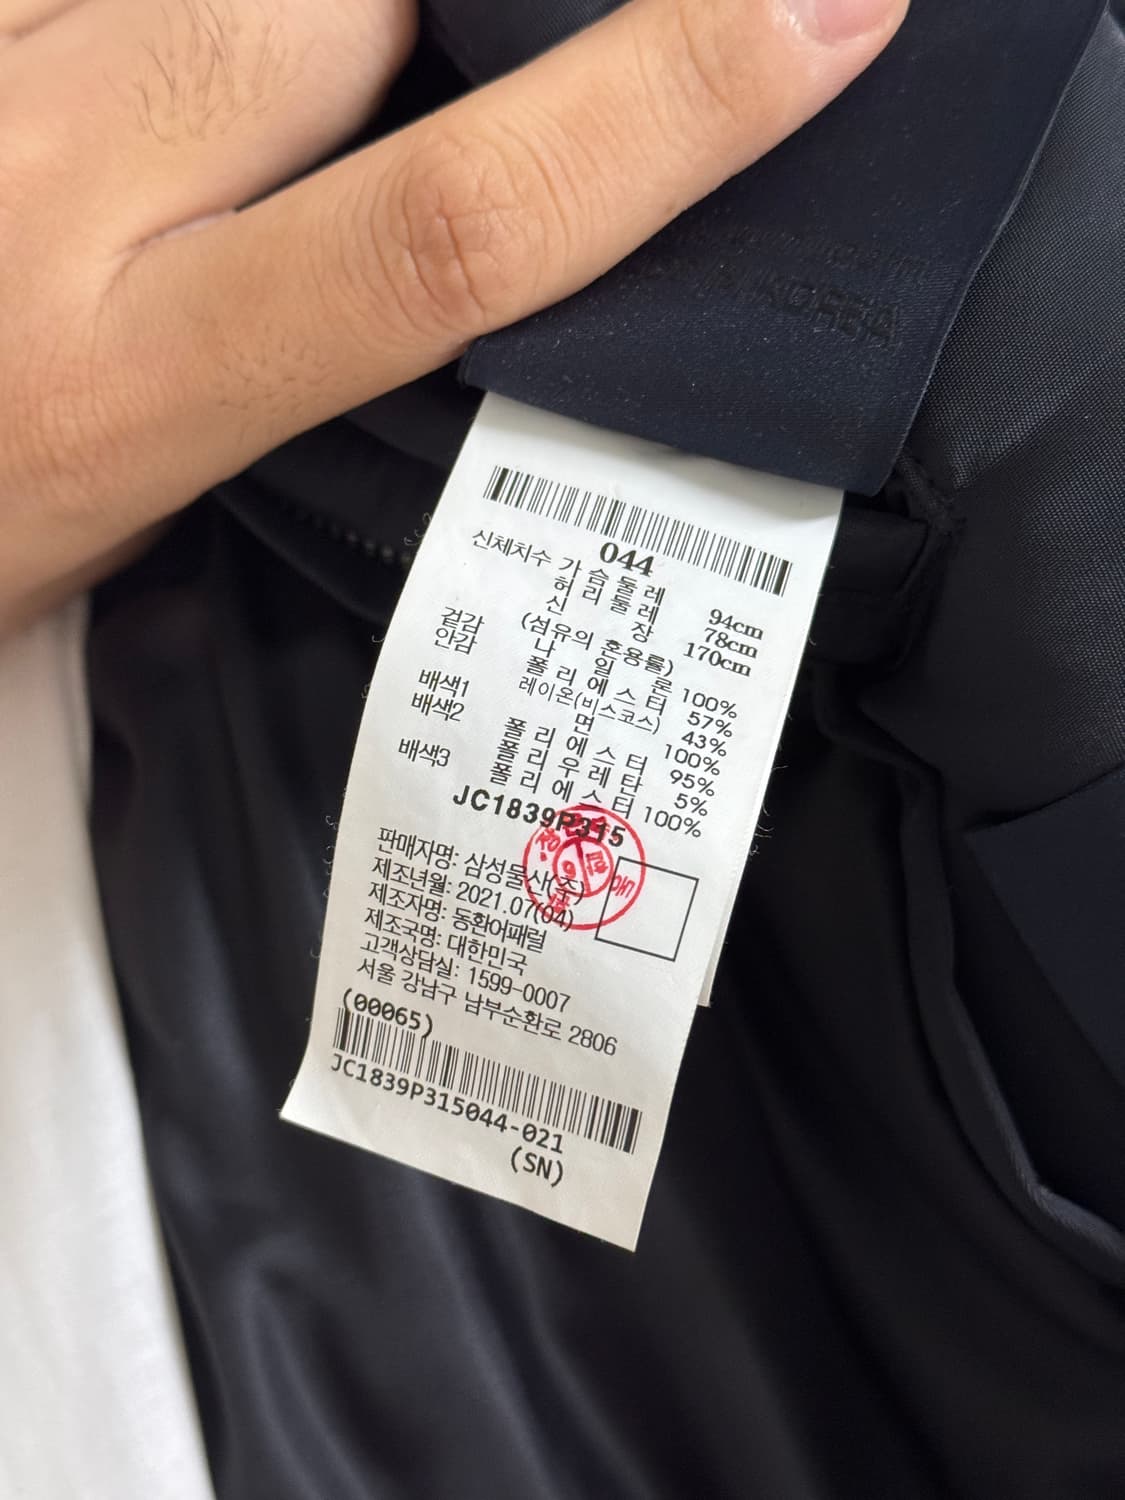 KOREA
044
신체치수 가슴둘레 94cm
허리둘레 78cm
신장 170cm
(섬유의 혼용률)
겉감 나일론 100%
안감 폴리에스터 57%
레이온(비스코스) 43%
배색1 면 100%
배색2 폴리에스터 95%
폴리우레탄 5%
배색3 폴리에스터 100%
JC1839P315
판매자명: 삼성물산(주)
제조년월: 2021.07(04)
제조자명: 동환어패럴
제조국명: 대한민국
고객상담실: 1599-0007
서울 강남구 남부순환로 2806
(00065)
JC1839P315044-021
(SN)